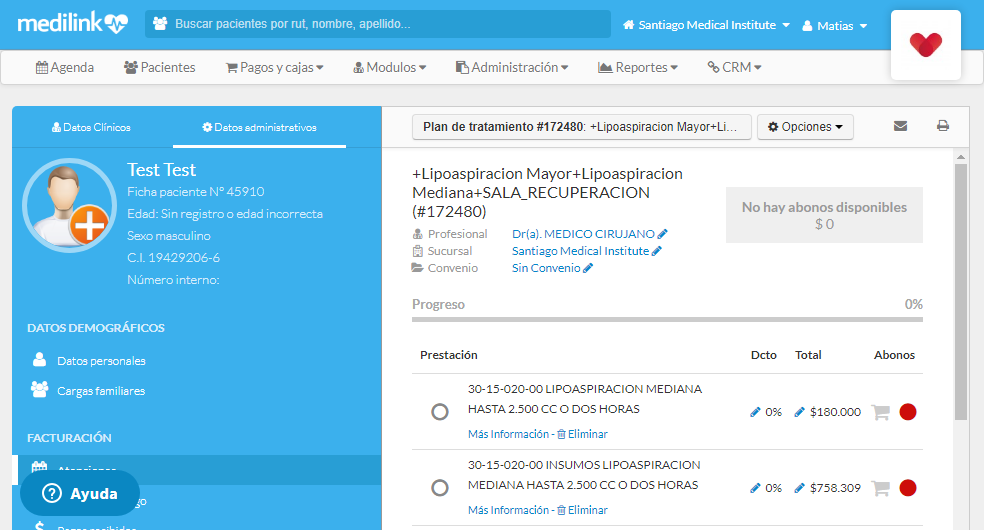 medilink
Buscar pacientes por rut, nombre, apellido...
Santiago Medical Institute
Matias
Agenda
Pacientes
Pagos y cajas
Modulos
Administración
Reportes
CRM
Datos Clínicos
Datos administrativos
Test Test
Ficha paciente N° 45910
Edad: Sin registro o edad incorrecta
Sexo masculino
C.I. 19429206-6
Número interno:
DATOS DEMOGRÁFICOS
Datos personales
Cargas familiares
FACTURACIÓN
Atenciones
Ayuda
go
Pagos recibidos
Plan de tratamiento #172480: +Lipoaspiracion Mayor+Li...
Opciones
+Lipoaspiracion Mayor+Lipoaspiracion
Mediana+SALA_RECUPERACION
(#172480)
No hay abonos disponibles
$ 0
Profesional Dr(a). MEDICO CIRUJANO
Sucursal Santiago Medical Institute
Convenio Sin Convenio
Progreso 0%
Prestación Dcto Total Abonos
30-15-020-00 LIPOASPIRACION MEDIANA
HASTA 2.500 CC O DOS HORAS
0% $180.000
Más Información - Eliminar
30-15-020-00 INSUMOS LIPOASPIRACION
MEDIANA HASTA 2.500 CC O DOS HORAS
0% $758.309
Más Información - Eliminar